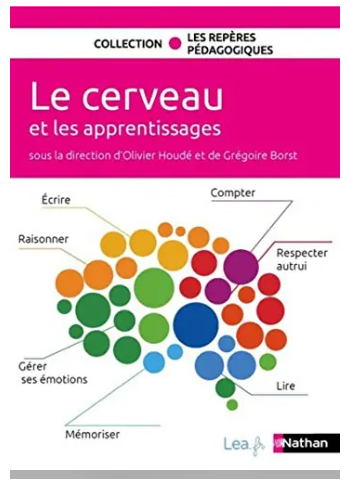 COLLECTION LES REPÈRES
PÉDAGOGIQUES
Le cerveau
et les apprentissages
sous la direction d'Olivier Houdé et de Grégoire Borst
Écrire
Compter
Raisonner
Respecter
autrui
Gérer
ses émotions
Lire
Mémoriser
Lea.fr
Nathan